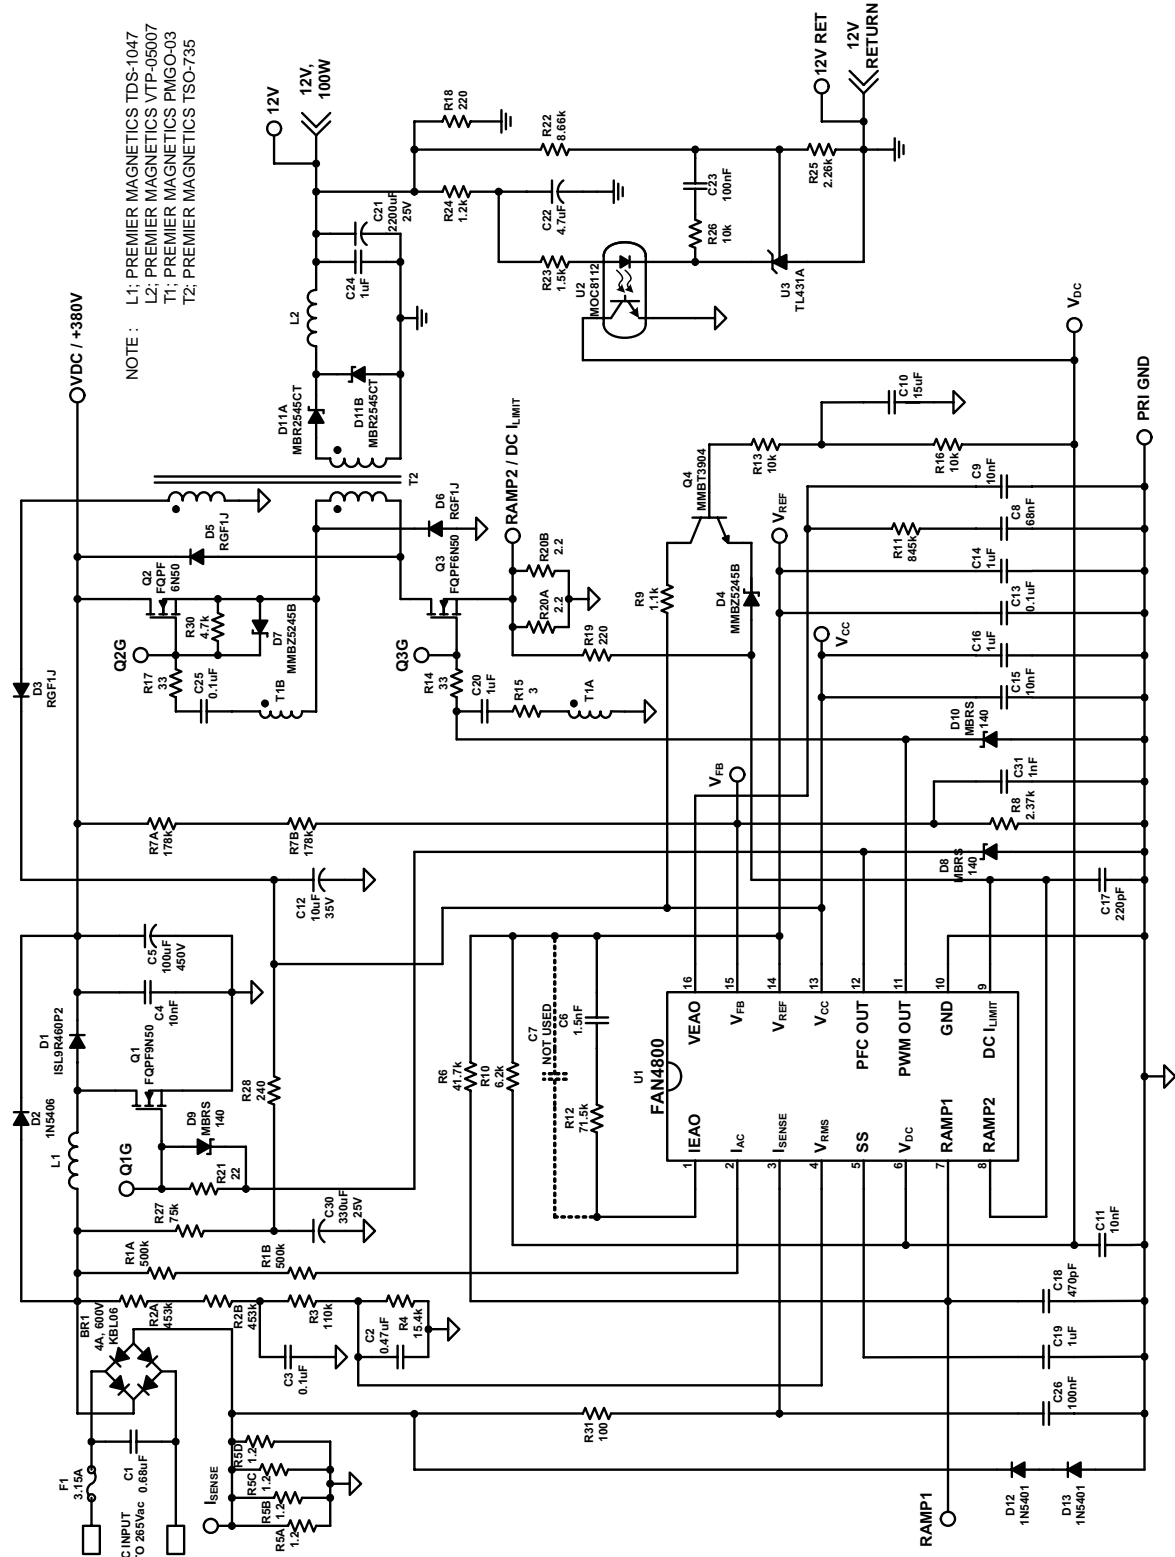 NOTE :
L1; PREMIER MAGNETICS TDS-1047
L2; PREMIER MAGNETICS VTP-05007
T1; PREMIER MAGNETICS PMGO-03
T2; PREMIER MAGNETICS TSO-735
C INPUT
TO 265Vac
F1
3.15A
C1
0.68uF
BR1
4A, 600V
KBL06
ISENSE
R5A
1.2
R5B
1.2
R5C
1.2
R5D
1.2
R2A
453k
R2B
453k
R3
110k
C3
0.1uF
C2
0.47uF
R4
15.4k
R1A
500k
R1B
500k
R27
75k
C30
330uF
25V
R28
240
L1
D2
1N5406
Q1G
R21
22
D9
MBRS
140
Q1
FQPF9N50
D1
ISL9R460P2
C4
10nF
C5
100uF
450V
C12
10uF
35V
R7A
178k
R7B
178k
VDC / +380V
D3
RGF1J
Q2G
R17
33
C25
0.1uF
T1B
R30
4.7k
D7
MMBZ5245B
Q2
FQPF
6N50
D5
RGF1J
D6
RGF1J
Q3
FQPF6N50
Q3G
R14
33
C20
1uF
R15
3
T1A
R20A
2.2
R20B
2.2
R19
220
RAMP2 / DC ILIMIT
T2
D11A
MBR2545CT
D11B
MBR2545CT
L2
C24
1uF
C21
2200uF
25V
12V
12V,
100W
R18
220
R24
1.2k
C22
4.7uF
R22
8.66k
R23
1.5k
U2
MOC8112
R26
10k
C23
100nF
U3
TL431A
R25
2.26k
12V RET
12V
RETURN
VDC
PRI GND
C10
15uF
R13
10k
R16
10k
Q4
MMBT3904
R9
1.1k
D4
MMBZ5245B
VREF
VCC
VFB
C9
10nF
R11
845k
C8
68nF
C14
1uF
C13
0.1uF
C16
1uF
C15
10nF
D10
MBRS
140
C31
1nF
R8
2.37k
D8
MBRS
140
C17
220pF
R6
41.7k
R10
6.2k
C7
NOT USED
C6
1.5nF
R12
71.5k
U1
FAN4800
1 IEAO
2 IAC
3 ISENSE
4 VRMS
5 SS
6 VDC
7 RAMP1
8 RAMP2
16 VEAO
15 VFB
14 VREF
13 VCC
12 PFC OUT
11 PWM OUT
10 GND
9 DC ILIMIT
R31
100
C11
10nF
C18
470pF
C19
1uF
C26
100nF
D12
1N5401
D13
1N5401
RAMP1